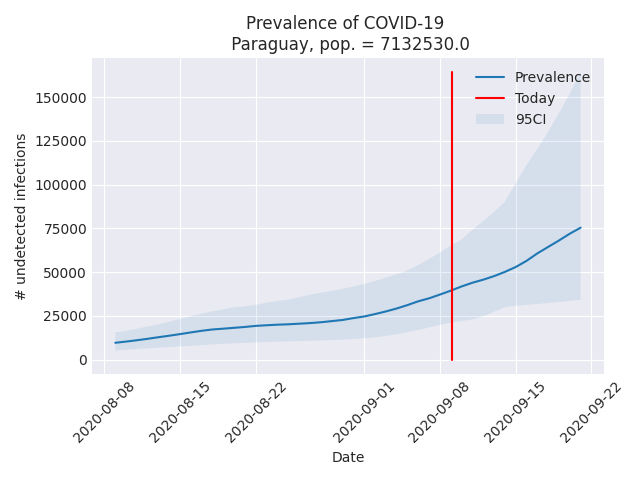 Prevalence of COVID-19
Paraguay, pop. = 7132530.0
Prevalence
Today
95CI
150000
125000
100000
75000
50000
25000
0
# undetected infections
2020-08-08
2020-08-15
2020-08-22
2020-09-01
2020-09-08
2020-09-15
2020-09-22
Date